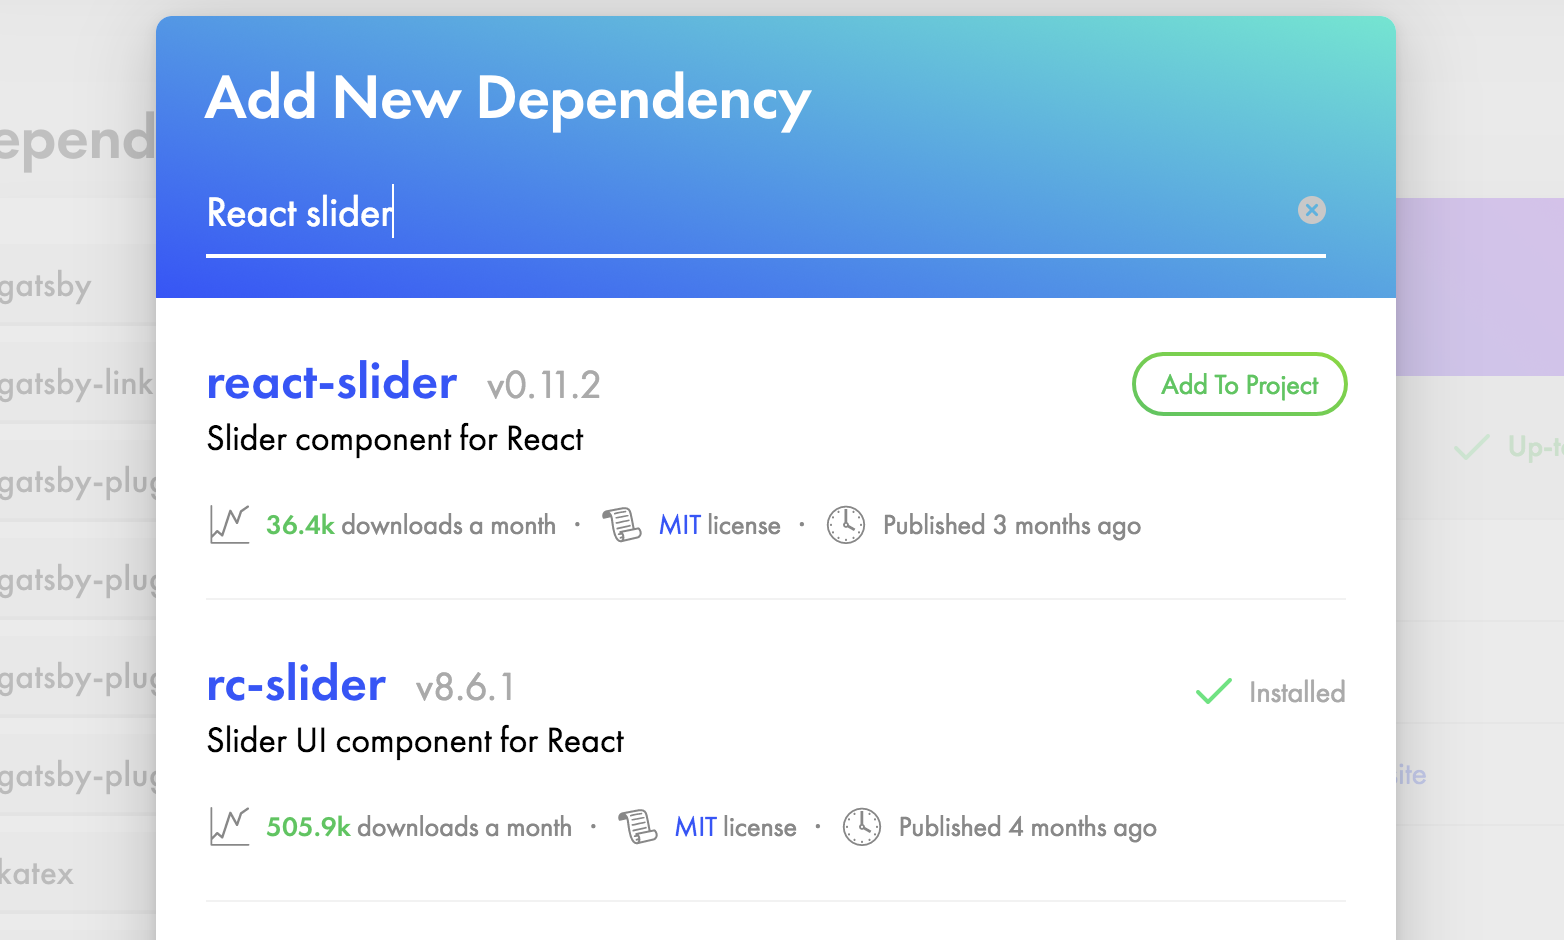 Add New Dependency
epend
React slider
gatsby
react-slider v0.11.2
Add To Project
gatsby-link
Slider component for React
gatsby-plug
36.4k downloads a month · MIT license · Published 3 months ago
gatsby-plug
gatsby-plug
rc-slider v8.6.1
Installed
Slider UI component for React
gatsby-plug
site
505.9k downloads a month · MIT license · Published 4 months ago
katex